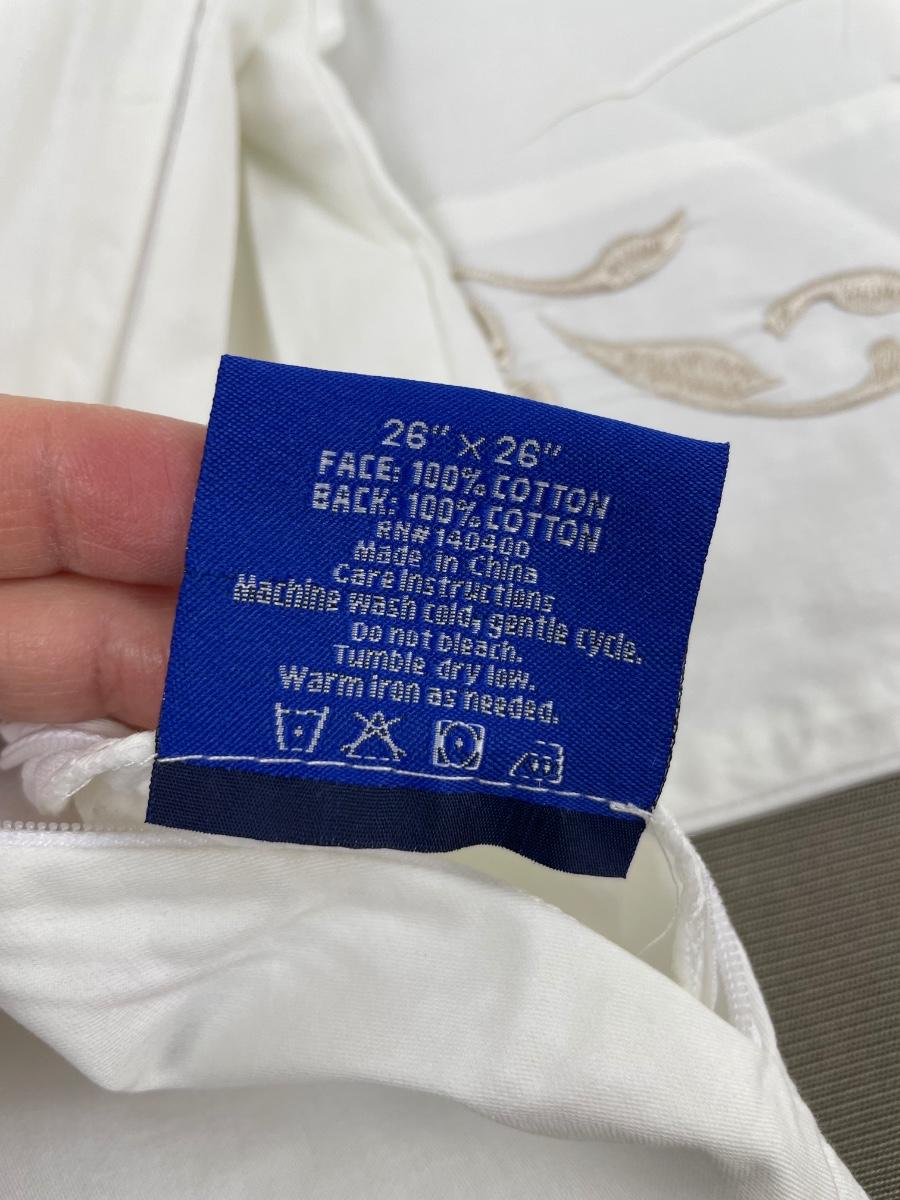 26" x 26"
FACE: 100% COTTON
BACK: 100% COTTON
RN# 140400
Made in China
Care Instructions
Machine wash cold, gentle cycle.
Do not bleach.
Tumble dry low.
Warm iron as needed.